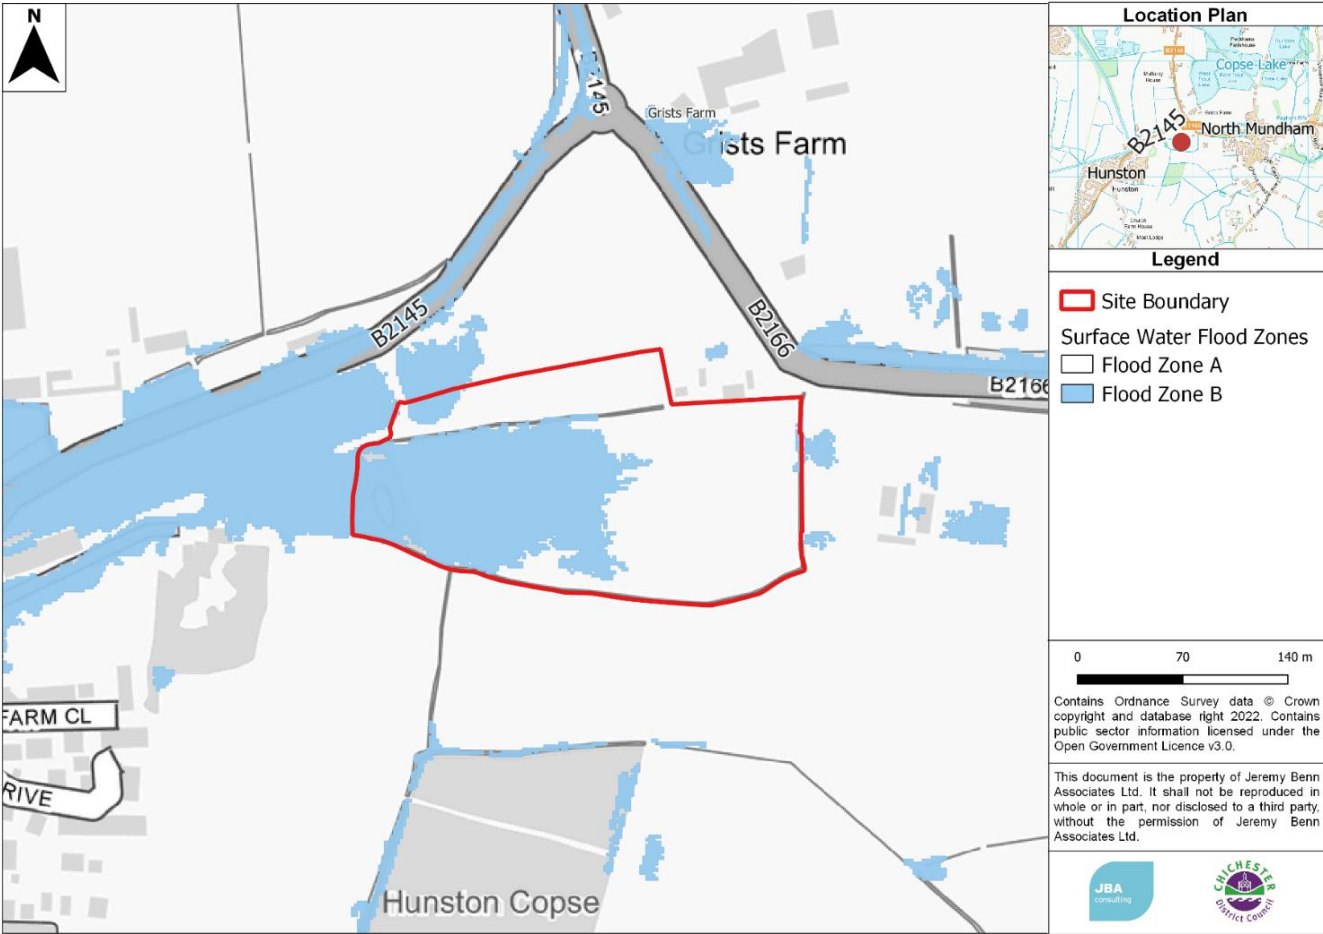 N
B2145
Grists Farm
Grists Farm
B2145
B2166
B2166
FARM CL
RIVE
Hunston Copse
Location Plan
Copse Lake
B2145
North Mundham
Hunston
Hunston
Legend
Site Boundary
Surface Water Flood Zones
Flood Zone A
Flood Zone B
0 70 140 m
Contains Ordnance Survey data © Crown
copyright and database right 2022. Contains
public sector information licensed under the
Open Government Licence v3.0.
This document is the property of Jeremy Benn
Associates Ltd. It shall not be reproduced in
whole or in part, nor disclosed to a third party,
without the permission of Jeremy Benn
Associates Ltd.
JBA
consulting
CHICHESTER
District Council